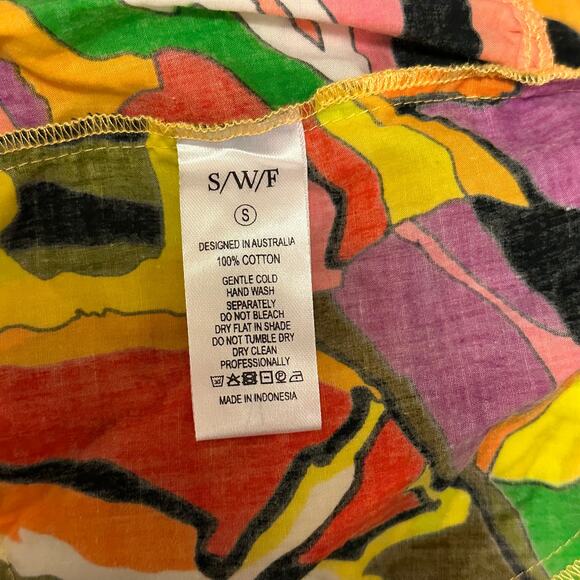 S/W/F
S
DESIGNED IN AUSTRALIA
100% COTTON
GENTLE COLD
HAND WASH
SEPARATELY
DO NOT BLEACH
DRY FLAT IN SHADE
DO NOT TUMBLE DRY
DRY CLEAN
PROFESSIONALLY
MADE IN INDONESIA